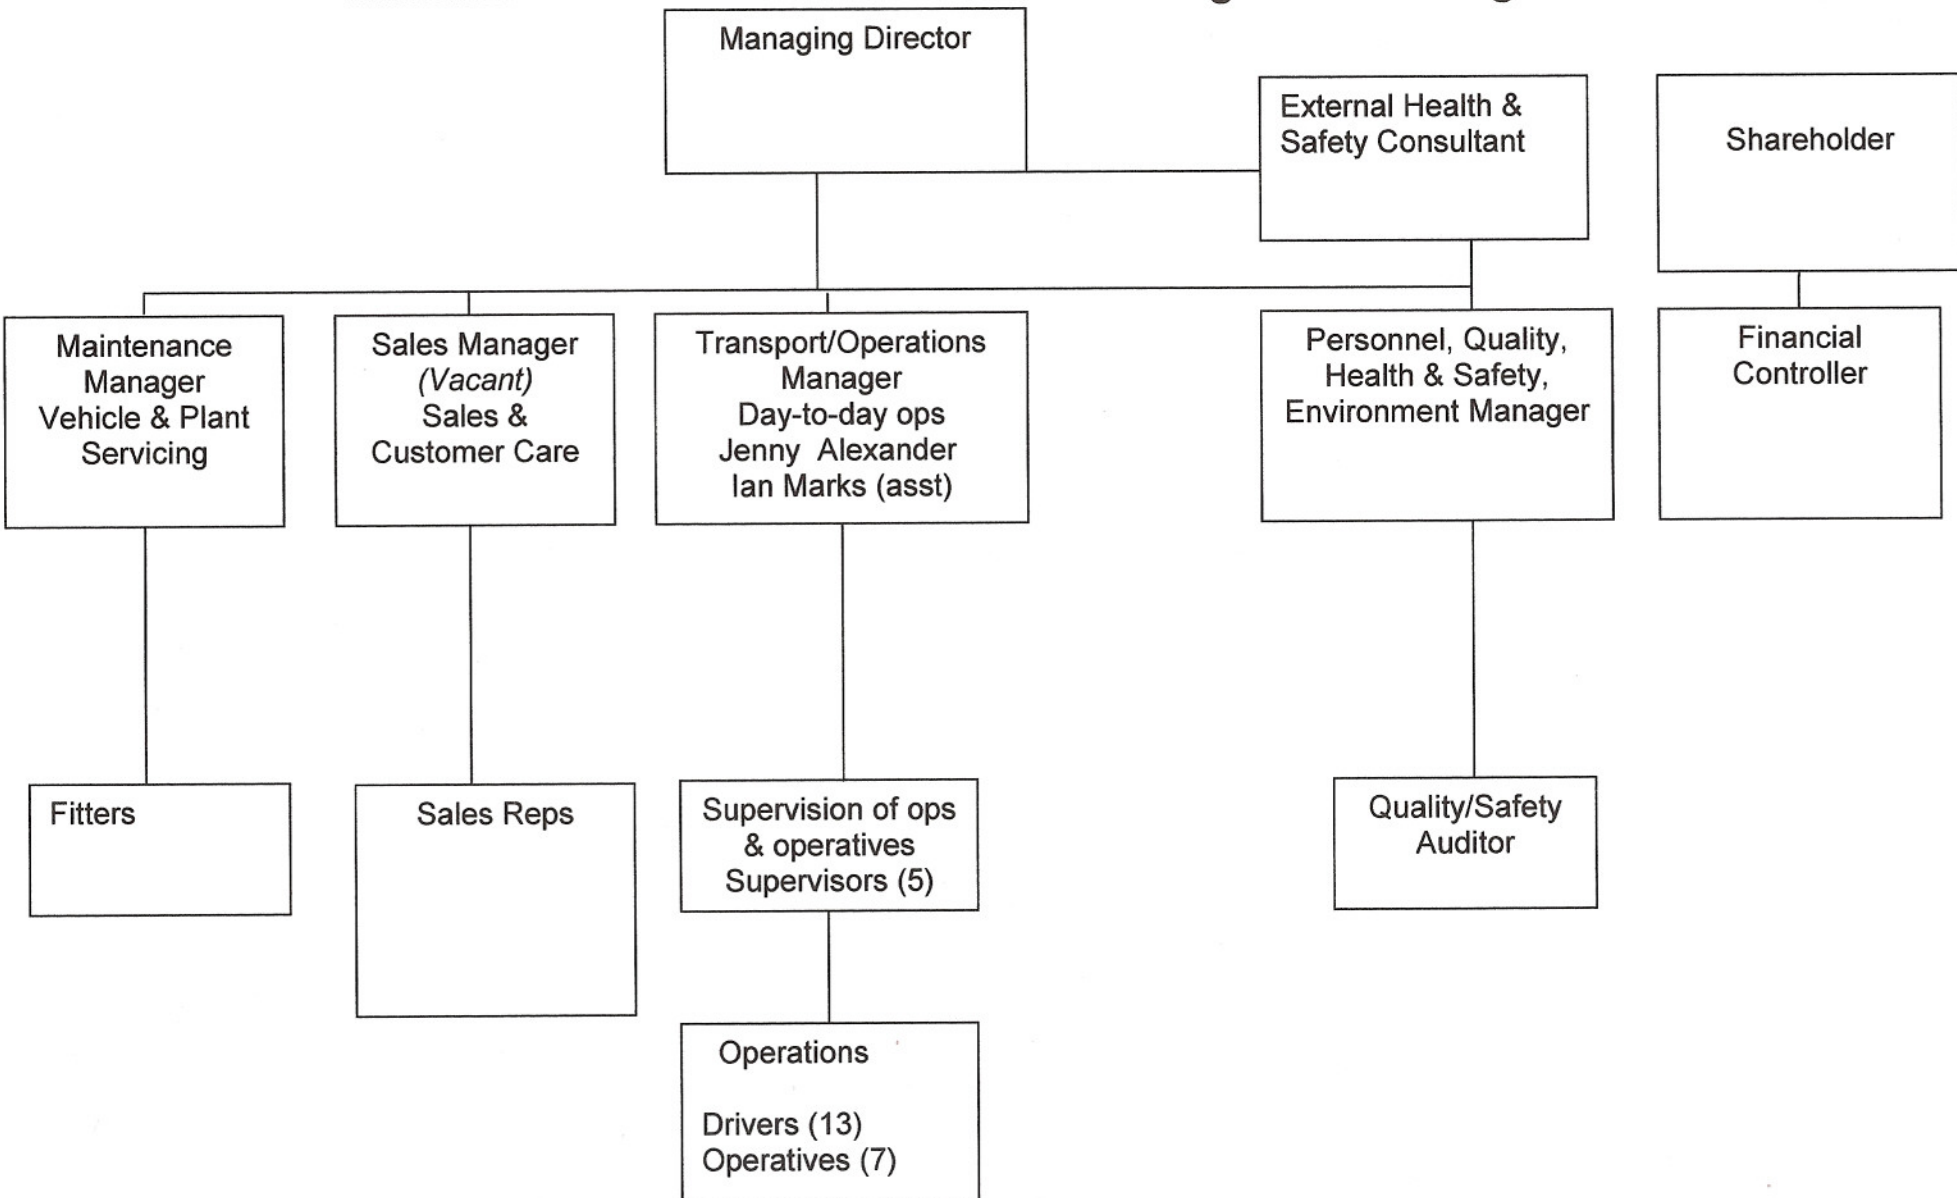 Managing Director
External Health &
Safety Consultant
Shareholder
Maintenance
Manager
Vehicle & Plant
Servicing
Sales Manager
(Vacant)
Sales &
Customer Care
Transport/Operations
Manager
Day-to-day ops
Jenny Alexander
Ian Marks (asst)
Personnel, Quality,
Health & Safety,
Environment Manager
Financial
Controller
Fitters
Sales Reps
Supervision of ops
& operatives
Supervisors (5)
Quality/Safety
Auditor
Operations
Drivers (13)
Operatives (7)